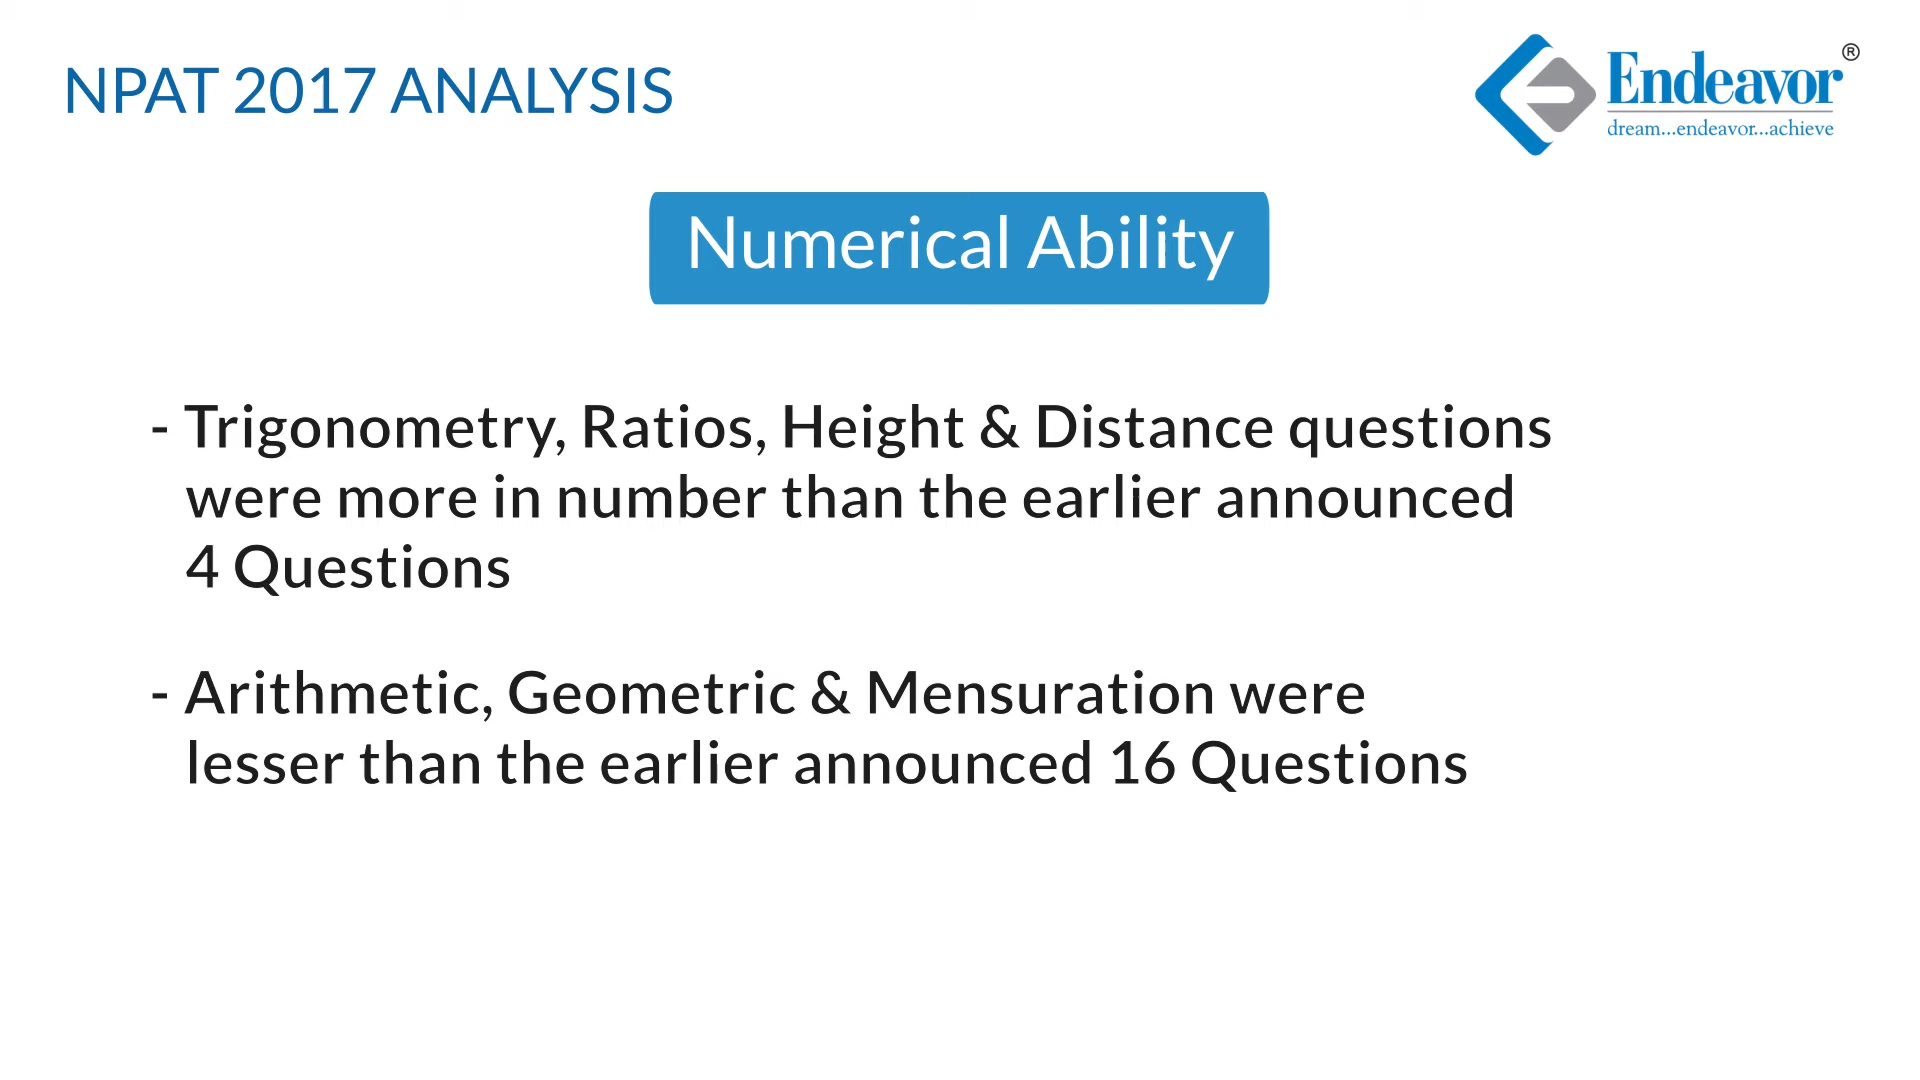 NPAT 2017 ANALYSIS
Endeavor®
dream...endeavor...achieve
Numerical Ability
- Trigonometry, Ratios, Height & Distance questions
were more in number than the earlier announced
4 Questions
- Arithmetic, Geometric & Mensuration were
lesser than the earlier announced 16 Questions